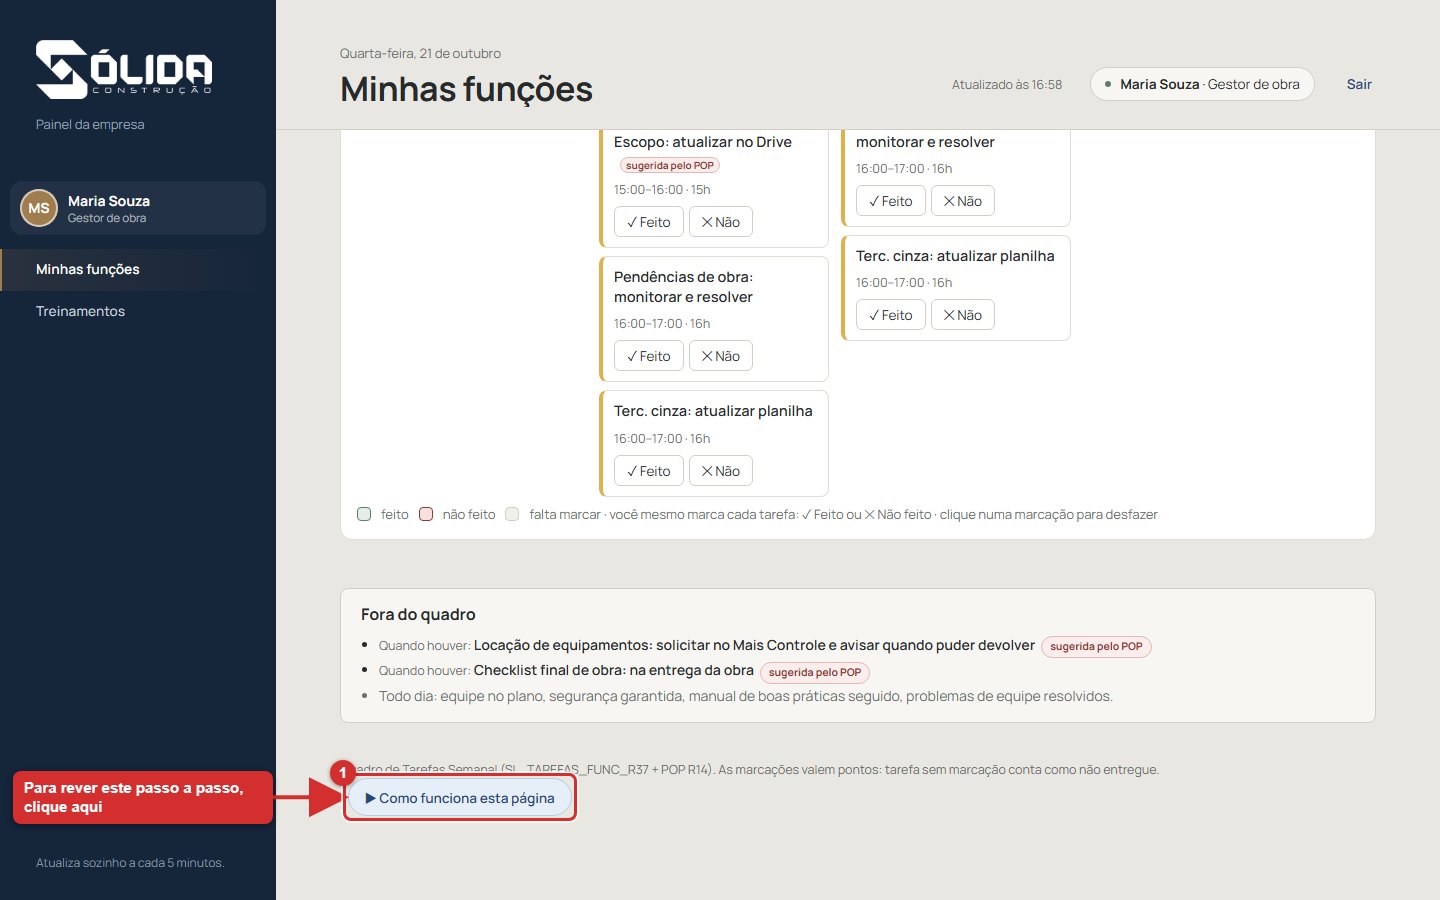 SÓLIDA
CONSTRUÇÃO
Painel da empresa
MS
Maria Souza
Gestor de obra
Minhas funções
Treinamentos
Quarta-feira, 21 de outubro
Minhas funções
Atualizado às 16:58
Maria Souza · Gestor de obra
Sair
Escopo: atualizar no Drive
sugerida pelo POP
15:00–16:00 · 15h
✓ Feito
✕ Não
Pendências de obra:
monitorar e resolver
16:00–17:00 · 16h
✓ Feito
✕ Não
Terc. cinza: atualizar planilha
16:00–17:00 · 16h
✓ Feito
✕ Não
monitorar e resolver
16:00–17:00 · 16h
✓ Feito
✕ Não
Terc. cinza: atualizar planilha
16:00–17:00 · 16h
✓ Feito
✕ Não
feito
não feito
falta marcar · você mesmo marca cada tarefa: ✓ Feito ou ✕ Não feito · clique numa marcação para desfazer
Fora do quadro
Quando houver: Locação de equipamentos: solicitar no Mais Controle e avisar quando puder devolver sugerida pelo POP
Quando houver: Checklist final de obra: na entrega da obra sugerida pelo POP
Todo dia: equipe no plano, segurança garantida, manual de boas práticas seguido, problemas de equipe resolvidos.
de Tarefas Semanal (SL_TAREFAS_FUNC_R37 + POP R14). As marcações valem pontos: tarefa sem marcação conta como não entregue.
1
Para rever este passo a passo,
clique aqui
▶ Como funciona esta página
Atualiza sozinho a cada 5 minutos.